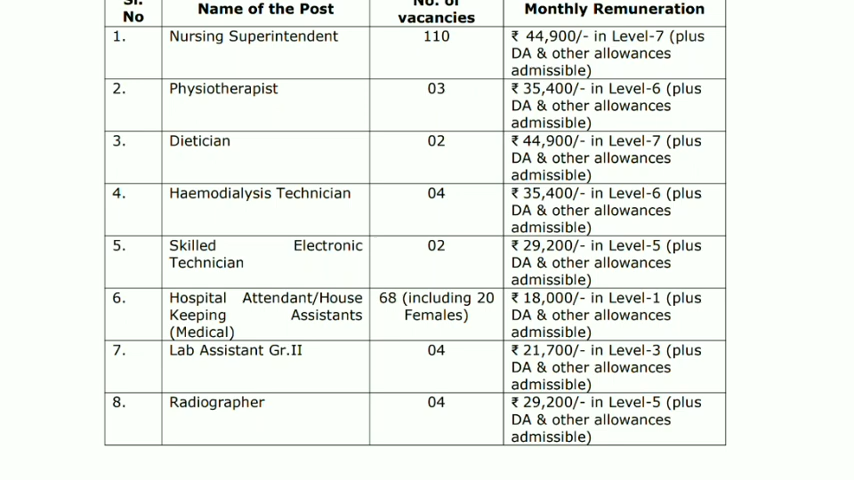 Sl. No
Name of the Post
No. of vacancies
Monthly Remuneration
1.
Nursing Superintendent
110
₹ 44,900/- in Level-7 (plus
DA & other allowances
admissible)
2.
Physiotherapist
03
₹ 35,400/- in Level-6 (plus
DA & other allowances
admissible)
3.
Dietician
02
₹ 44,900/- in Level-7 (plus
DA & other allowances
admissible)
4.
Haemodialysis Technician
04
₹ 35,400/- in Level-6 (plus
DA & other allowances
admissible)
5.
Skilled Electronic
Technician
02
₹ 29,200/- in Level-5 (plus
DA & other allowances
admissible)
6.
Hospital Attendant/House
Keeping Assistants
(Medical)
68 (including 20
Females)
₹ 18,000/- in Level-1 (plus
DA & other allowances
admissible)
7.
Lab Assistant Gr.II
04
₹ 21,700/- in Level-3 (plus
DA & other allowances
admissible)
8.
Radiographer
04
₹ 29,200/- in Level-5 (plus
DA & other allowances
admissible)